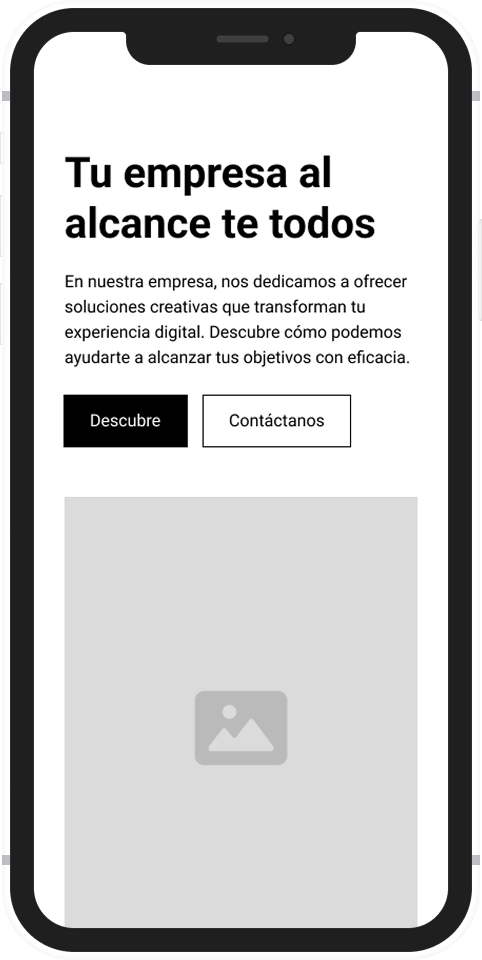 Tu empresa al
alcance te todos
En nuestra empresa, nos dedicamos a ofrecer
soluciones creativas que transforman tu
experiencia digital. Descubre cómo podemos
ayudarte a alcanzar tus objetivos con eficacia.
Descubre
Contáctanos